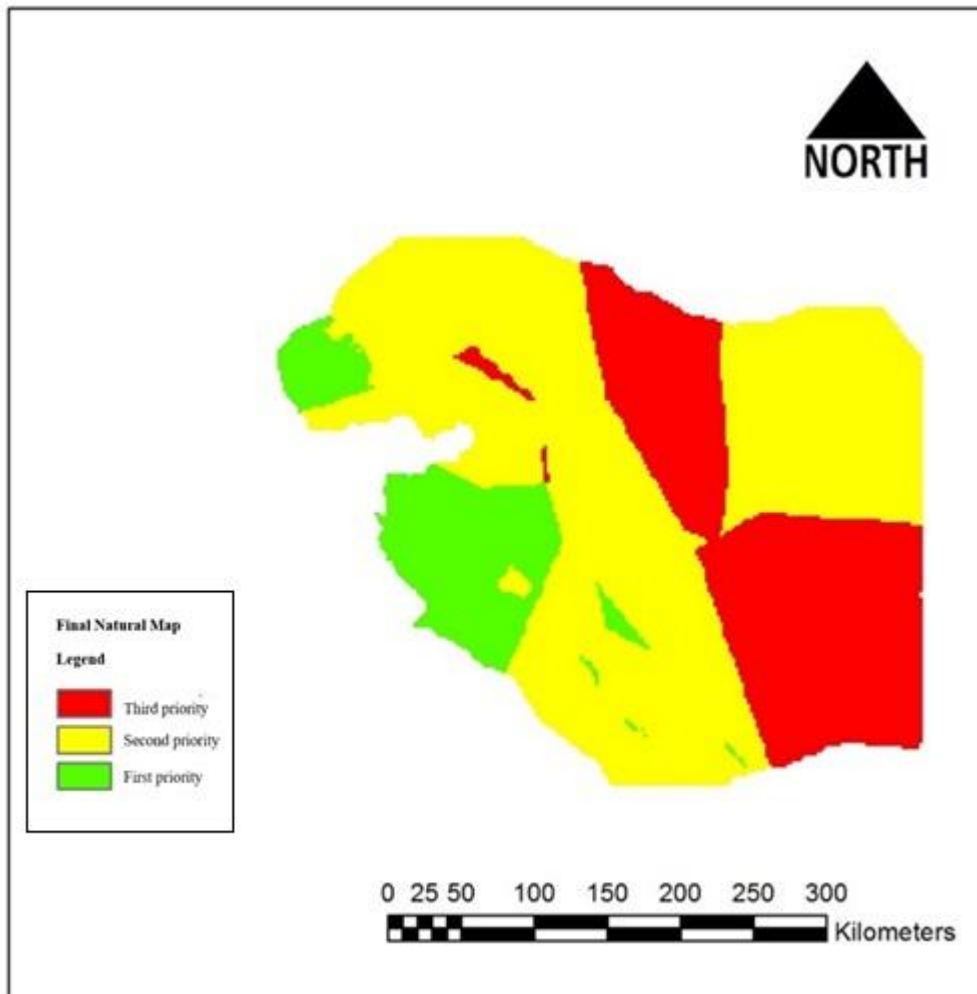 NORTH
Final Natural Map
Legend
Third priority
Second priority
First priority
0 25 50 100 150 200 250 300
Kilometers